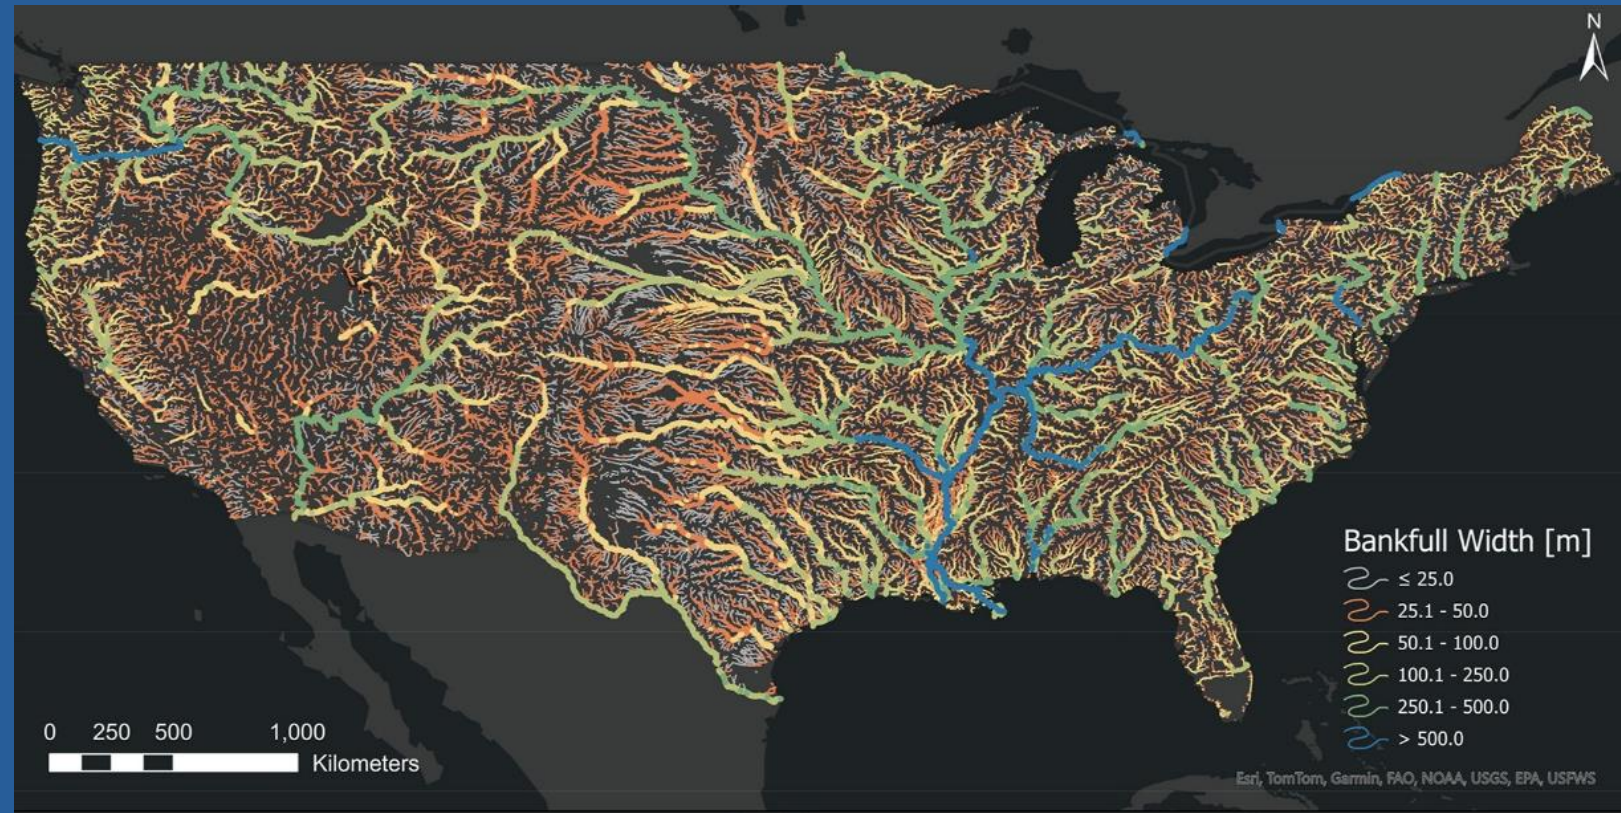 N
Bankfull Width [m]
≤ 25.0
25.1 - 50.0
50.1 - 100.0
100.1 - 250.0
250.1 - 500.0
> 500.0
0 250 500 1,000
Kilometers
Esri, TomTom, Garmin, FAO, NOAA, USGS, EPA, USFWS